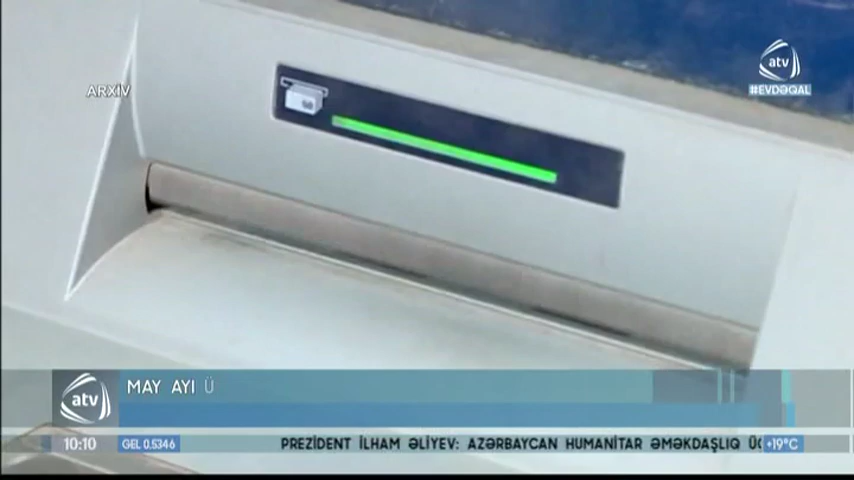 atv
#EVDƏQAL
ARXİV
MAY AYI Ü
atv
10:10 GEL 0.5346 PREZİDENT İLHAM ƏLİYEV: AZƏRBAYCAN HUMANİTAR ƏMƏKDAŞLIQ +19°C